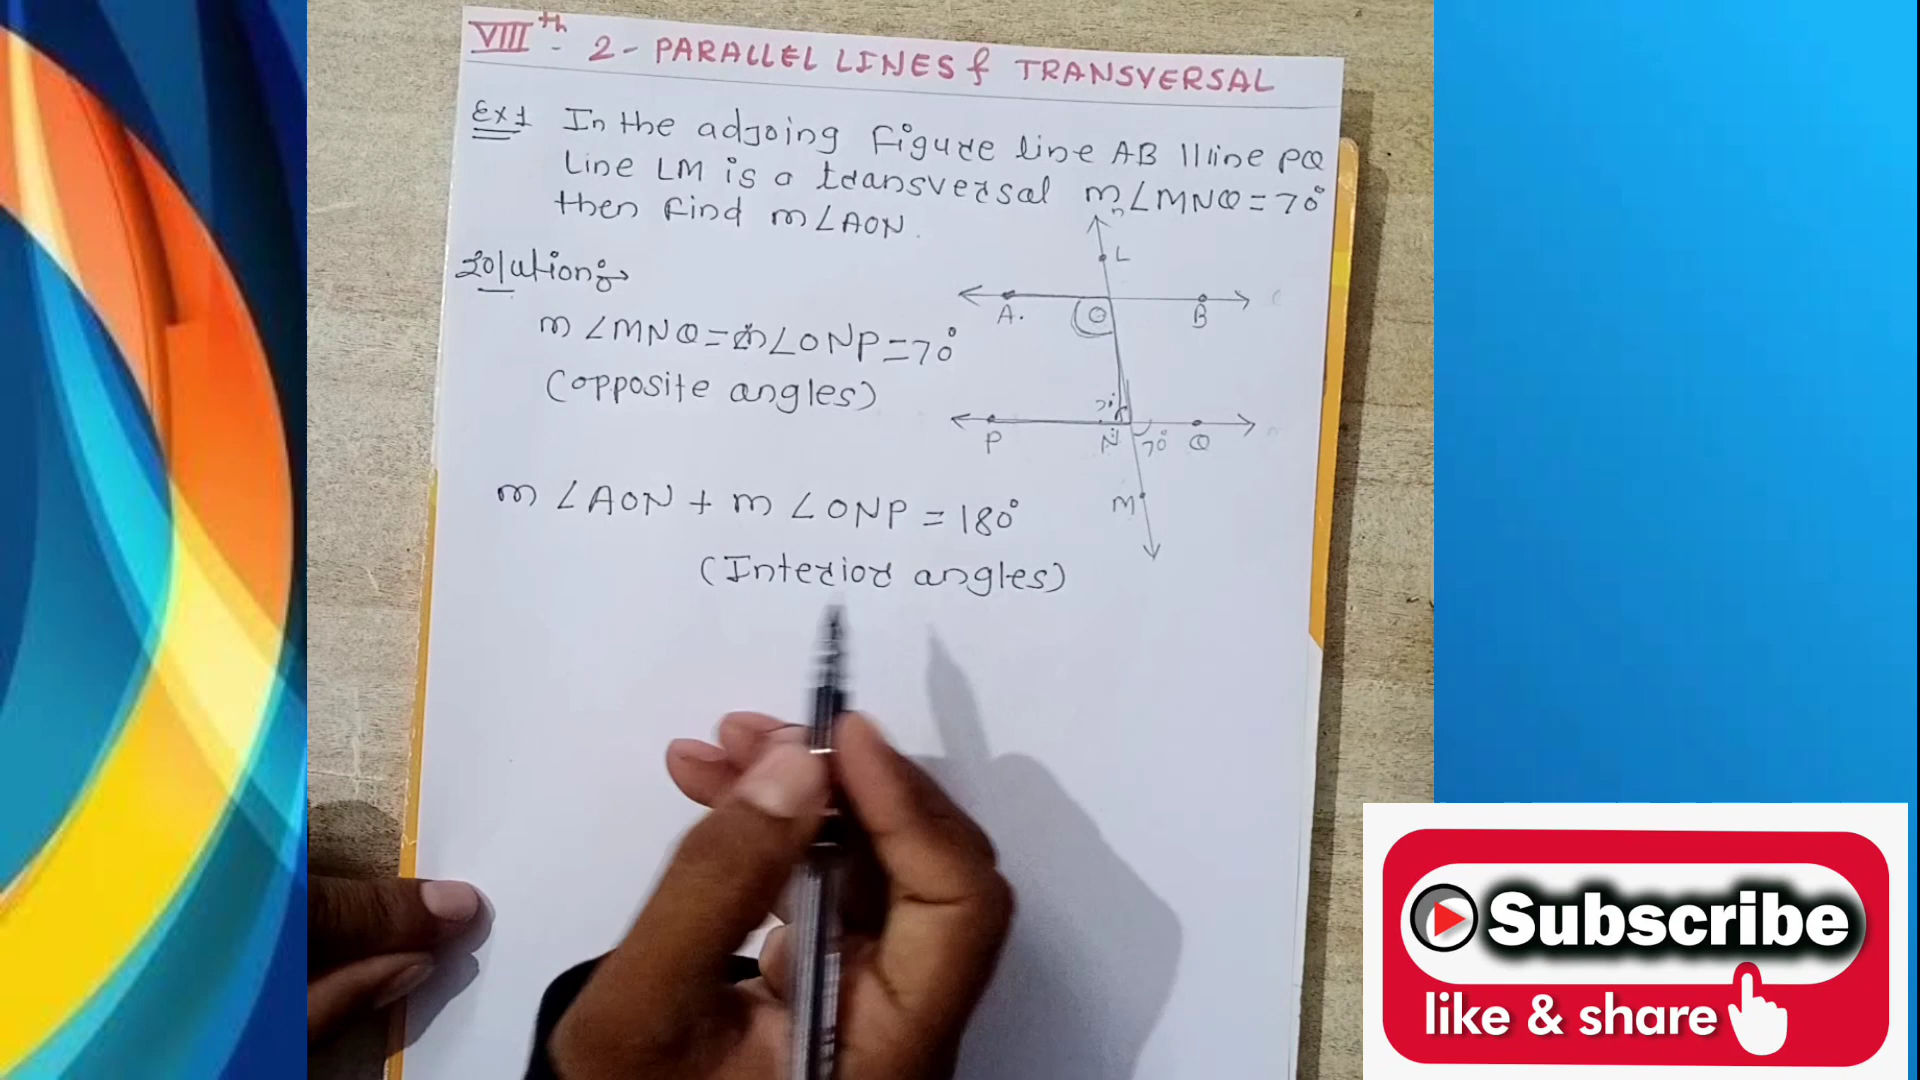 VIIIth - 2 - PARALLEL LINES & TRANSVERSAL
Ex 1 In the adjoing figure line AB || line PQ
Line LM is a transversal m∠MNQ = 70°
then find m∠AON.
Solution:→
m∠MNQ = m∠ONP = 70°
(opposite angles)
m∠AON + m∠ONP = 180°
(Interior angles)
L
A. O B
P N 70° Q
M
Subscribe
like & share